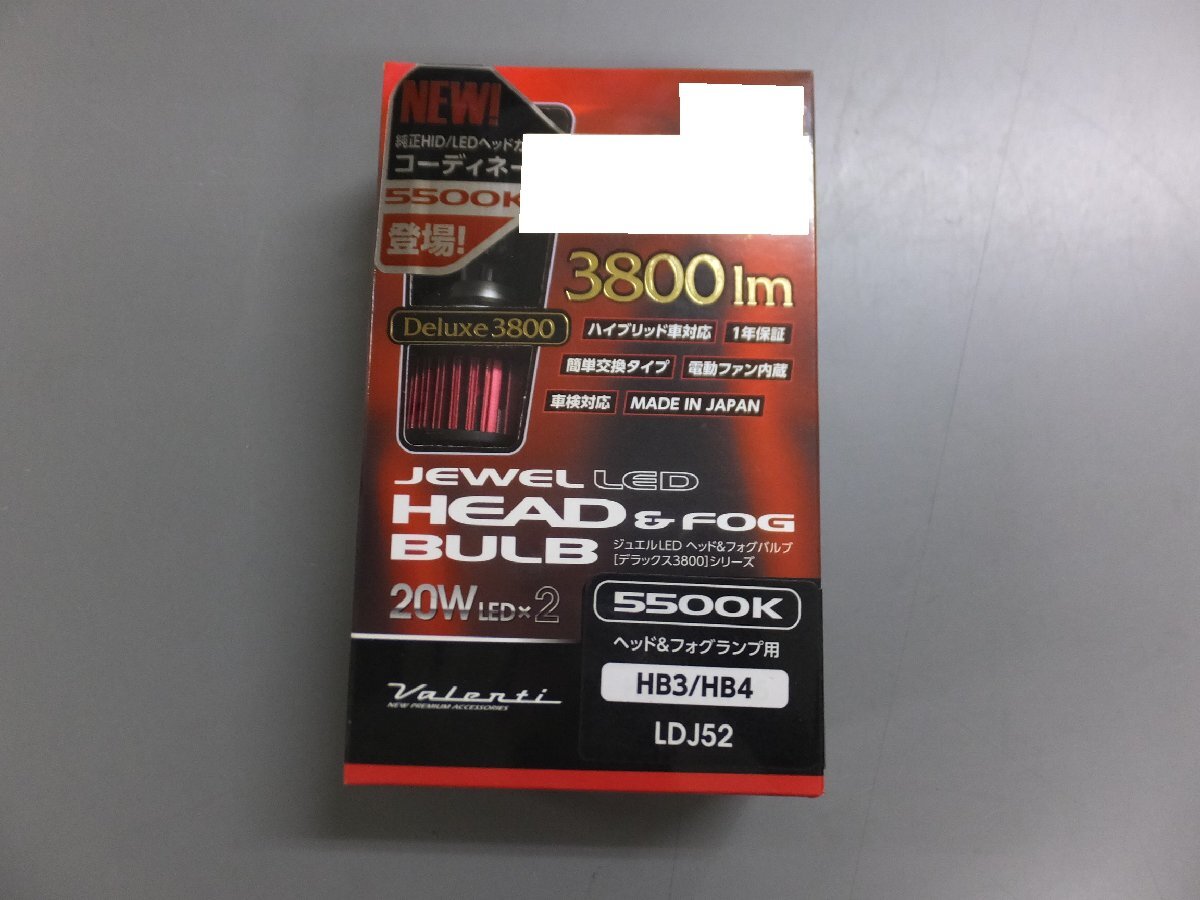 NEW!
純正HID/LEDヘッド
コーディネー
5500K
登場!
3800lm
Deluxe 3800
ハイブリッド車対応 1年保証
簡単交換タイプ 電動ファン内蔵
車検対応 MADE IN JAPAN
JEWEL LED
HEAD & FOG
BULB
ジュエルLED ヘッド&フォグバルブ
[デラックス3800]シリーズ
20W LED×2
5500K
ヘッド&フォグランプ用
HB3/HB4
LDJ52
Valenti
NEW PREMIUM ACCESSORIES